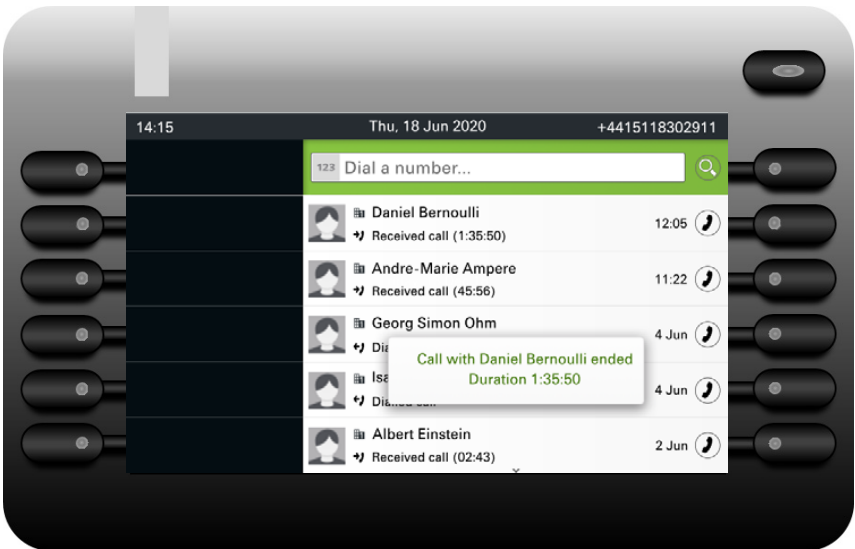 14:15 Thu, 18 Jun 2020 +4415118302911
123 Dial a number...
Daniel Bernoulli
Received call (1:35:50) 12:05
Andre-Marie Ampere
Received call (45:56) 11:22
Georg Simon Ohm
4 Jun
Call with Daniel Bernoulli ended
Duration 1:35:50
4 Jun
Albert Einstein
Received call (02:43) 2 Jun